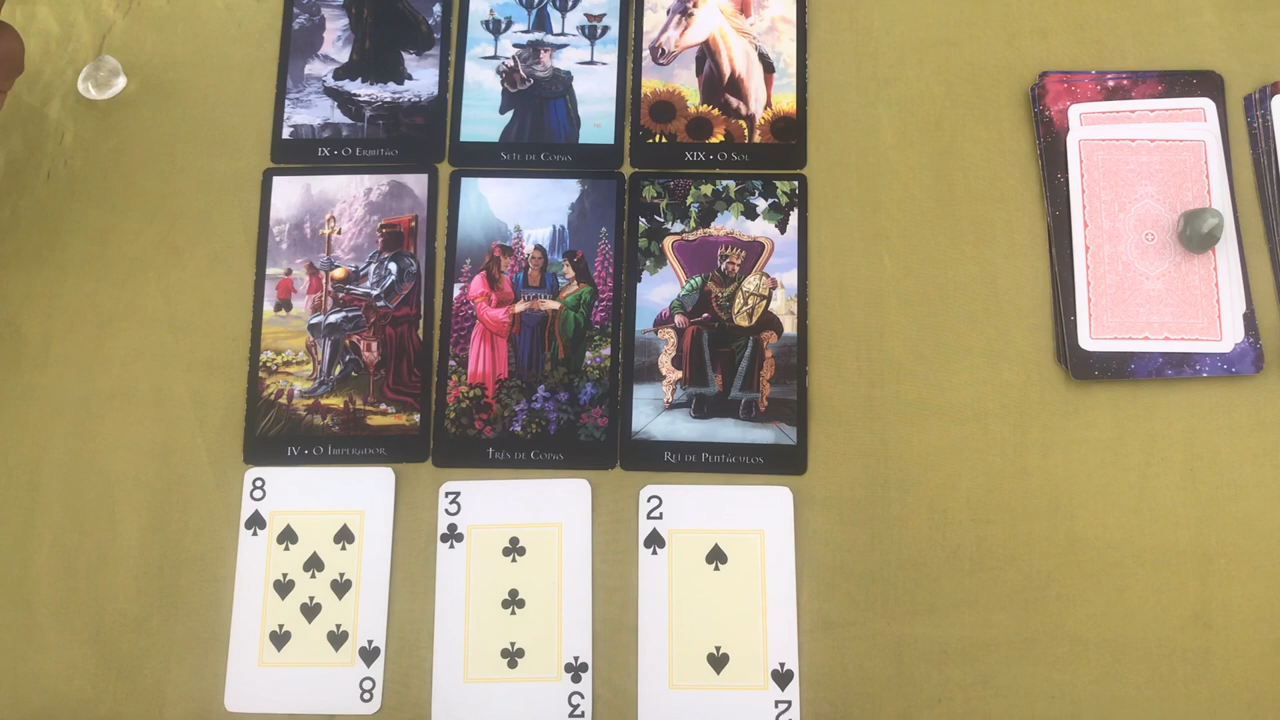 IX • O Ermitão
Sete de Copas
XIX • O Sol
IV • O Imperador
Três de Copas
Rei de Pentáculos
8
3
2
8
3
2